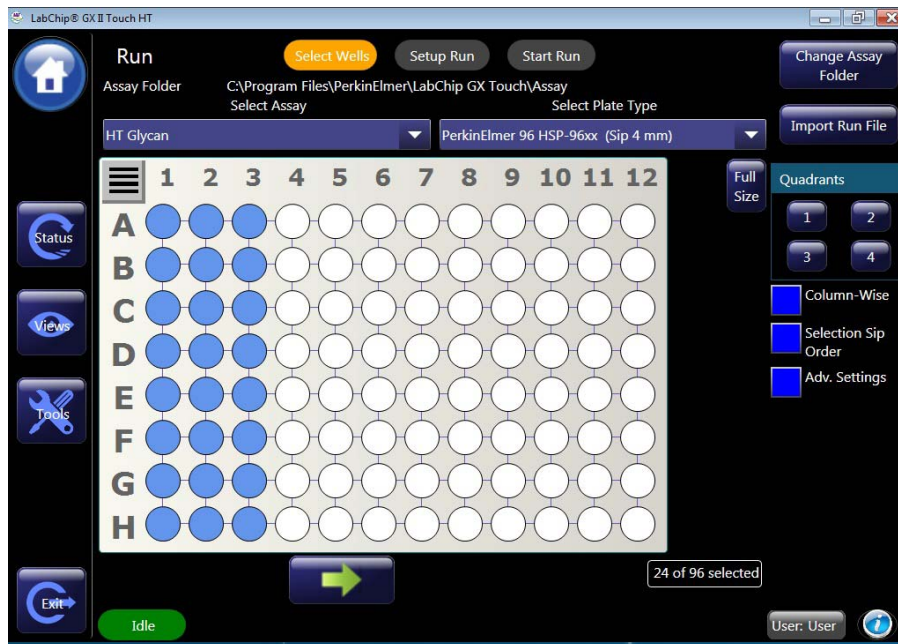 LabChip® GX II Touch HT
Run
Select Wells
Setup Run
Start Run
Change Assay
Folder
Assay Folder
C:\Program Files\PerkinElmer\LabChip GX Touch\Assay
Select Assay
Select Plate Type
HT Glycan
PerkinElmer 96 HSP-96xx (Sip 4 mm)
Import Run File
1 2 3 4 5 6 7 8 9 10 11 12
Full
Size
Quadrants
1 2
3 4
A
B
C
D
E
F
G
H
Status
Views
Tools
Exit
Column-Wise
Selection Sip
Order
Adv. Settings
24 of 96 selected
Idle
User: User